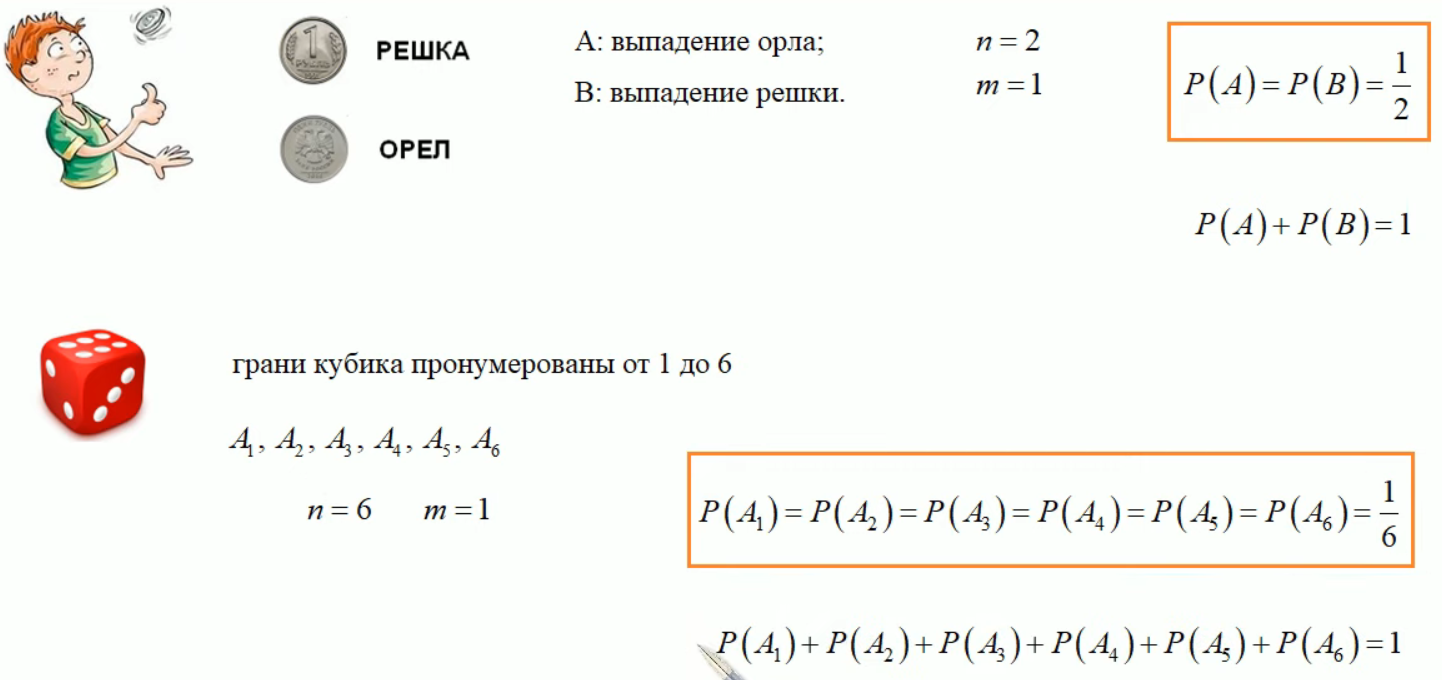 РЕШКА
ОРЕЛ
А: выпадение орла;
В: выпадение решки.
n = 2
m = 1
P(A) = P(B) = 1/2
P(A) + P(B) = 1
грани кубика пронумерованы от 1 до 6
A₁, A₂, A₃, A₄, A₅, A₆
n = 6 m = 1
P(A₁) = P(A₂) = P(A₃) = P(A₄) = P(A₅) = P(A₆) = 1/6
P(A₁) + P(A₂) + P(A₃) + P(A₄) + P(A₅) + P(A₆) = 1